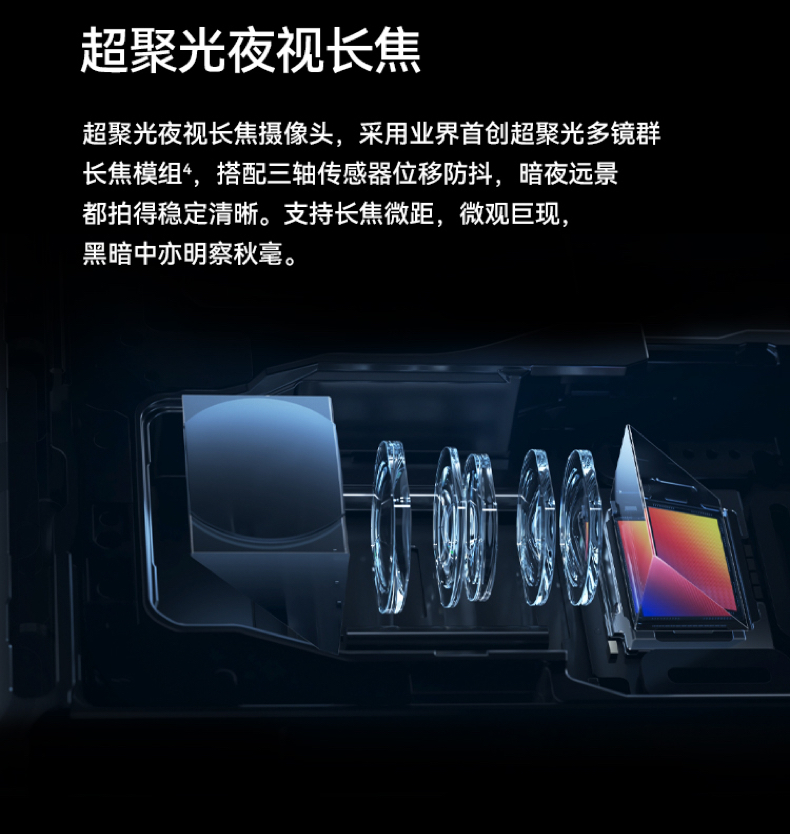 超聚光夜视长焦
超聚光夜视长焦摄像头，采用业界首创超聚光多镜群
长焦模组⁴，搭配三轴传感器位移防抖，暗夜远景
都拍得稳定清晰。支持长焦微距，微观巨现，
黑暗中亦明察秋毫。